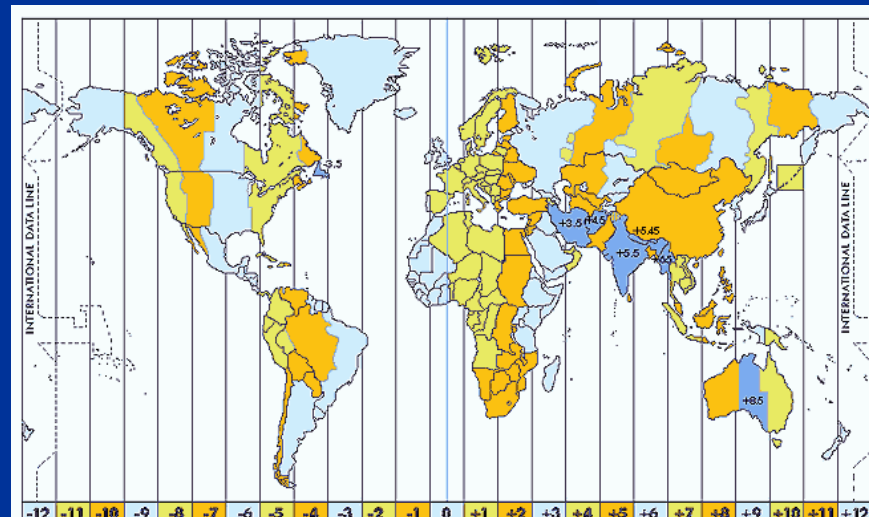 INTERNATIONAL DATA LINE
INTERNATIONAL DATA LINE
-3.5
+3.5
+4.5
+5.45
+5.5
+8.5
-12 -11 -10 -9 -8 -7 -6 -5 -4 -3 -2 -1 0 +1 +2 +3 +4 +5 +6 +7 +8 +9 +10 +11 +12